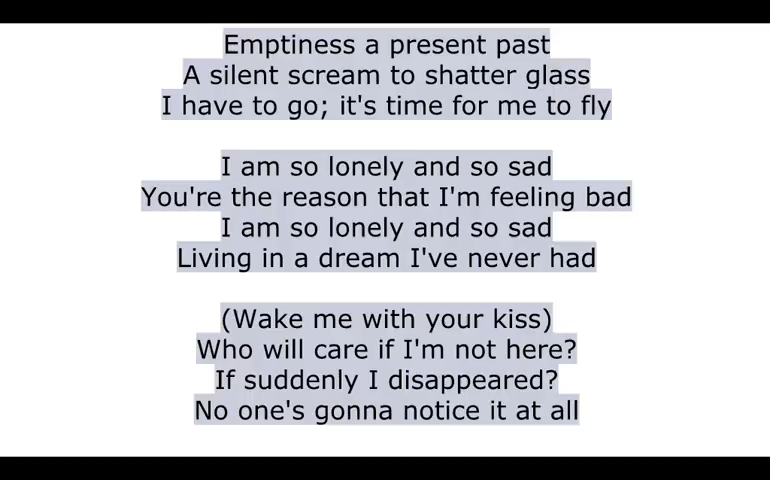 Emptiness a present past
A silent scream to shatter glass
I have to go; it's time for me to fly
I am so lonely and so sad
You're the reason that I'm feeling bad
I am so lonely and so sad
Living in a dream I've never had
(Wake me with your kiss)
Who will care if I'm not here?
If suddenly I disappeared?
No one's gonna notice it at all